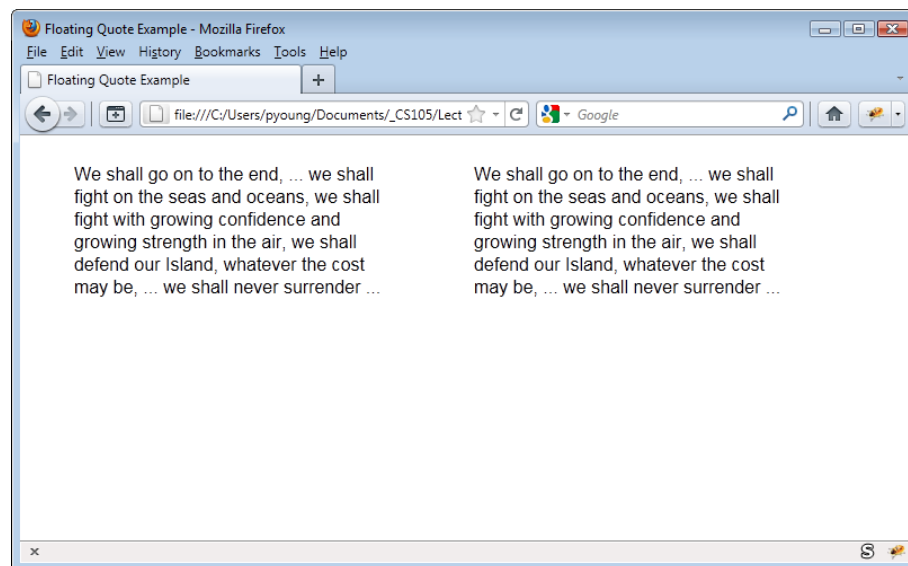 Floating Quote Example - Mozilla Firefox
File Edit View History Bookmarks Tools Help
Floating Quote Example
file:///C:/Users/pyoung/Documents/_CS105/Lect Google
We shall go on to the end, ... we shall
fight on the seas and oceans, we shall
fight with growing confidence and
growing strength in the air, we shall
defend our Island, whatever the cost
may be, ... we shall never surrender ...
We shall go on to the end, ... we shall
fight on the seas and oceans, we shall
fight with growing confidence and
growing strength in the air, we shall
defend our Island, whatever the cost
may be, ... we shall never surrender ...